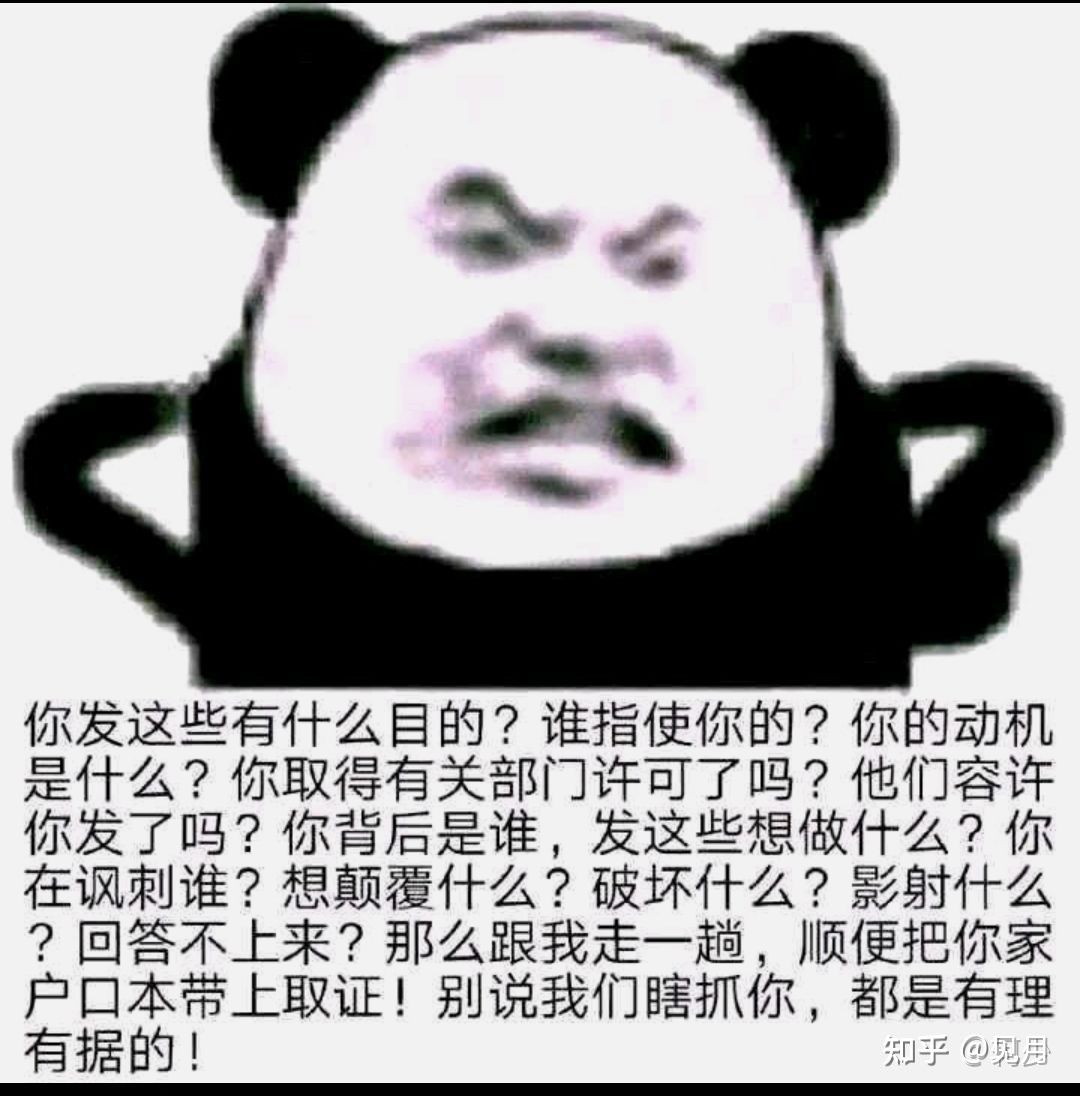 你发这些有什么目的？谁指使你的？你的动机
是什么？你取得有关部门许可了吗？他们容许
你发了吗？你背后是谁，发这些想做什么？你
在讽刺谁？想颠覆什么？破坏什么？影射什么
？回答不上来？那么跟我走一趟，顺便把你家
户口本带上取证！别说我们瞎抓你，都是有理
有据的！
知乎